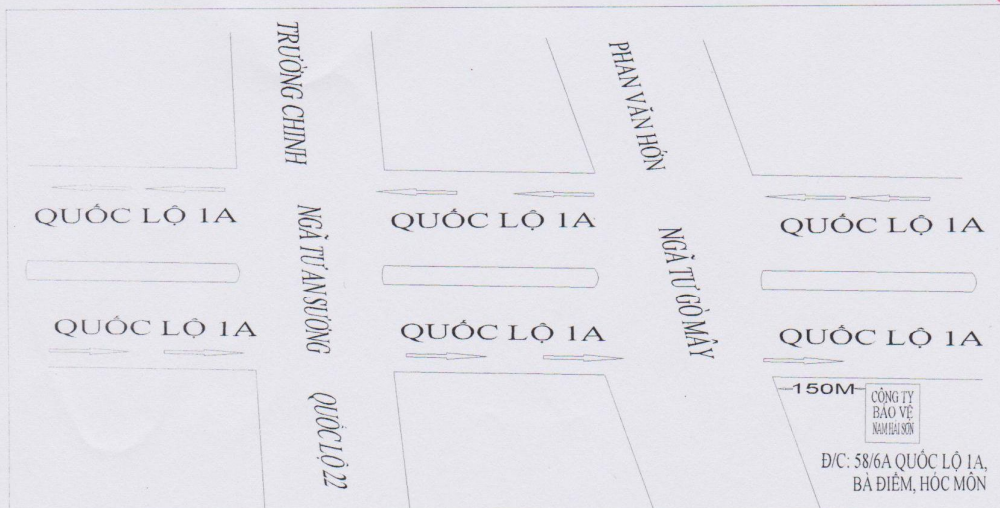 TRƯỜNG CHINH
PHAN VĂN HỚN
QUỐC LỘ 1A
QUỐC LỘ 1A
QUỐC LỘ 1A
NGÃ TƯ AN SƯƠNG
NGÃ TƯ GÒ MÂY
QUỐC LỘ 1A
QUỐC LỘ 1A
QUỐC LỘ 1A
QUỐC LỘ 22
150M
CÔNG TY
BẢO VỆ
NAM HẢI SƠN
Đ/C: 58/6A QUỐC LỘ 1A,
BÀ ĐIỂM, HÓC MÔN